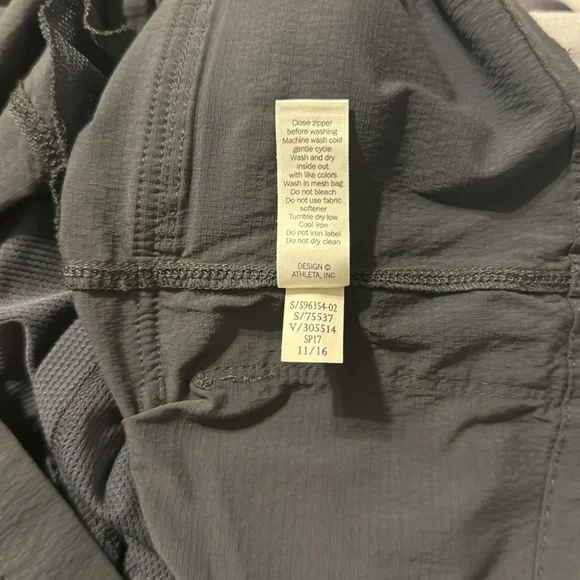 Close zipper
before washing
Machine wash cold
gentle cycle
Wash and dry
inside out
with like colors
Wash in mesh bag
Do not bleach
Do not use fabric
softener
Tumble dry low
Cool iron
Do not iron label
Do not dry clean
DESIGN ©
ATHLETA, INC
S/596354-02
S/75537
V/305514
SP17
11/16